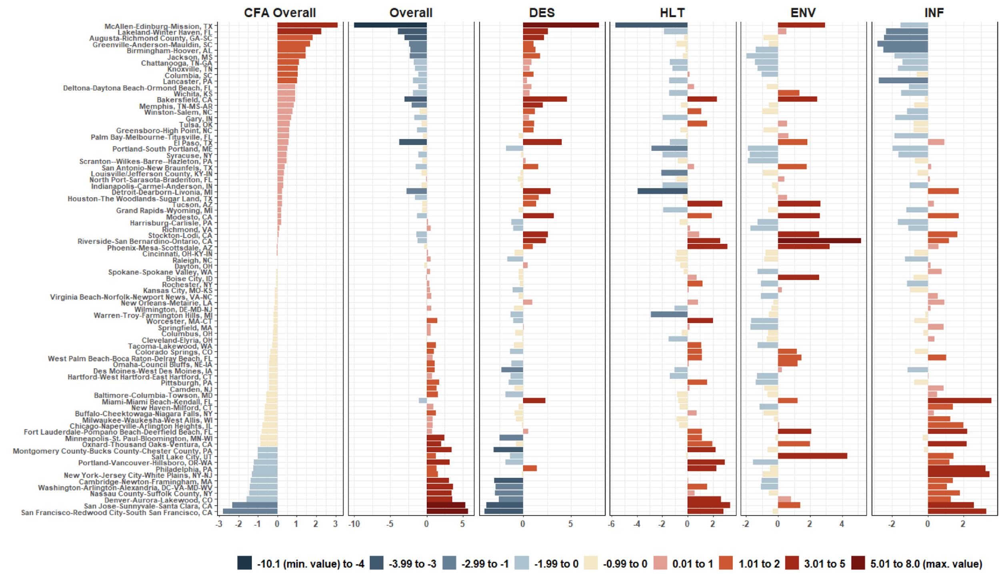 CFA Overall Overall DES HLT ENV INF
McAllen-Edinburg-Mission, TX
Lakeland-Winter Haven, FL
Augusta-Richmond County, GA-SC
Greenville-Anderson-Mauldin, SC
Birmingham-Hoover, AL
Jackson, MS
Chattanooga, TN-GA
Knoxville, TN
Columbia, SC
Lancaster, PA
Deltona-Daytona Beach-Ormond Beach, FL
Wichita, KS
Bakersfield, CA
Memphis, TN-MS-AR
Winston-Salem, NC
Gary, IN
Tulsa, OK
Greensboro-High Point, NC
Palm Bay-Melbourne-Titusville, FL
El Paso, TX
Portland-South Portland, ME
Syracuse, NY
Scranton--Wilkes-Barre--Hazleton, PA
San Antonio-New Braunfels, TX
Louisville/Jefferson County, KY-IN
North Port-Sarasota-Bradenton, FL
Indianapolis-Carmel-Anderson, IN
Detroit-Dearborn-Livonia, MI
Houston-The Woodlands-Sugar Land, TX
Tucson, AZ
Grand Rapids-Wyoming, MI
Modesto, CA
Harrisburg-Carlisle, PA
Richmond, VA
Stockton-Lodi, CA
Riverside-San Bernardino-Ontario, CA
Phoenix-Mesa-Scottsdale, AZ
Cincinnati, OH-KY-IN
Raleigh, NC
Dayton, OH
Spokane-Spokane Valley, WA
Boise City, ID
Rochester, NY
Kansas City, MO-KS
Virginia Beach-Norfolk-Newport News, VA-NC
New Orleans-Metairie, LA
Wilmington, DE-MD-NJ
Warren-Troy-Farmington Hills, MI
Worcester, MA-CT
Springfield, MA
Columbus, OH
Cleveland-Elyria, OH
Tacoma-Lakewood, WA
Colorado Springs, CO
West Palm Beach-Boca Raton-Delray Beach, FL
Omaha-Council Bluffs, NE-IA
Des Moines-West Des Moines, IA
Hartford-West Hartford-East Hartford, CT
Pittsburgh, PA
Camden, NJ
Baltimore-Columbia-Towson, MD
Miami-Miami Beach-Kendall, FL
New Haven-Milford, CT
Buffalo-Cheektowaga-Niagara Falls, NY
Milwaukee-Waukesha-West Allis, WI
Chicago-Naperville-Arlington Heights, IL
Fort Lauderdale-Pompano Beach-Deerfield Beach, FL
Minneapolis-St. Paul-Bloomington, MN-WI
Oxnard-Thousand Oaks-Ventura, CA
Montgomery County-Bucks County-Chester County, PA
Salt Lake City, UT
Portland-Vancouver-Hillsboro, OR-WA
Philadelphia, PA
New York-Jersey City-White Plains, NY-NJ
Cambridge-Newton-Framingham, MA
Washington-Arlington-Alexandria, DC-VA-MD-WV
Nassau County-Suffolk County, NY
Denver-Aurora-Lakewood, CO
San Jose-Sunnyvale-Santa Clara, CA
San Francisco-Redwood City-South San Francisco, CA
-3 -2 -1 0 1 2 3 -10 -5 0 5 0 5 -6 -4 -2 0 2 -2 0 2 4 -2 0 2
-10.1 (min. value) to -4 -3.99 to -3 -2.99 to -1 -1.99 to 0 -0.99 to 0 0.01 to 1 1.01 to 2 3.01 to 5 5.01 to 8.0 (max. value)